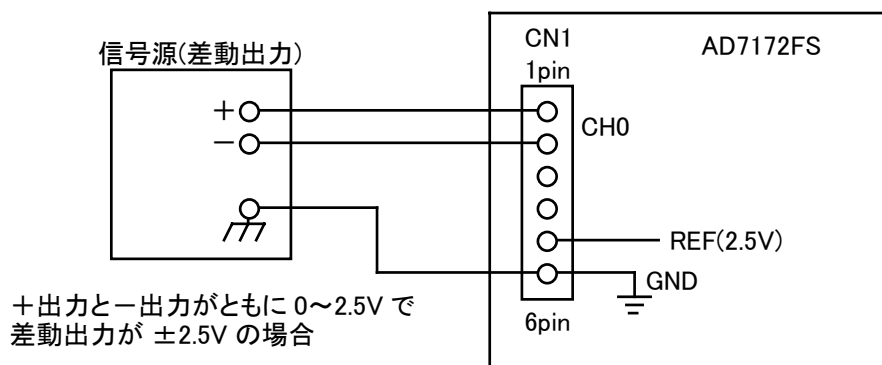 信号源(差動出力)
CN1
1pin
AD7172FS
+
CH0
−
REF(2.5V)
GND
6pin
+出力と−出力がともに 0~2.5V で
差動出力が ±2.5V の場合